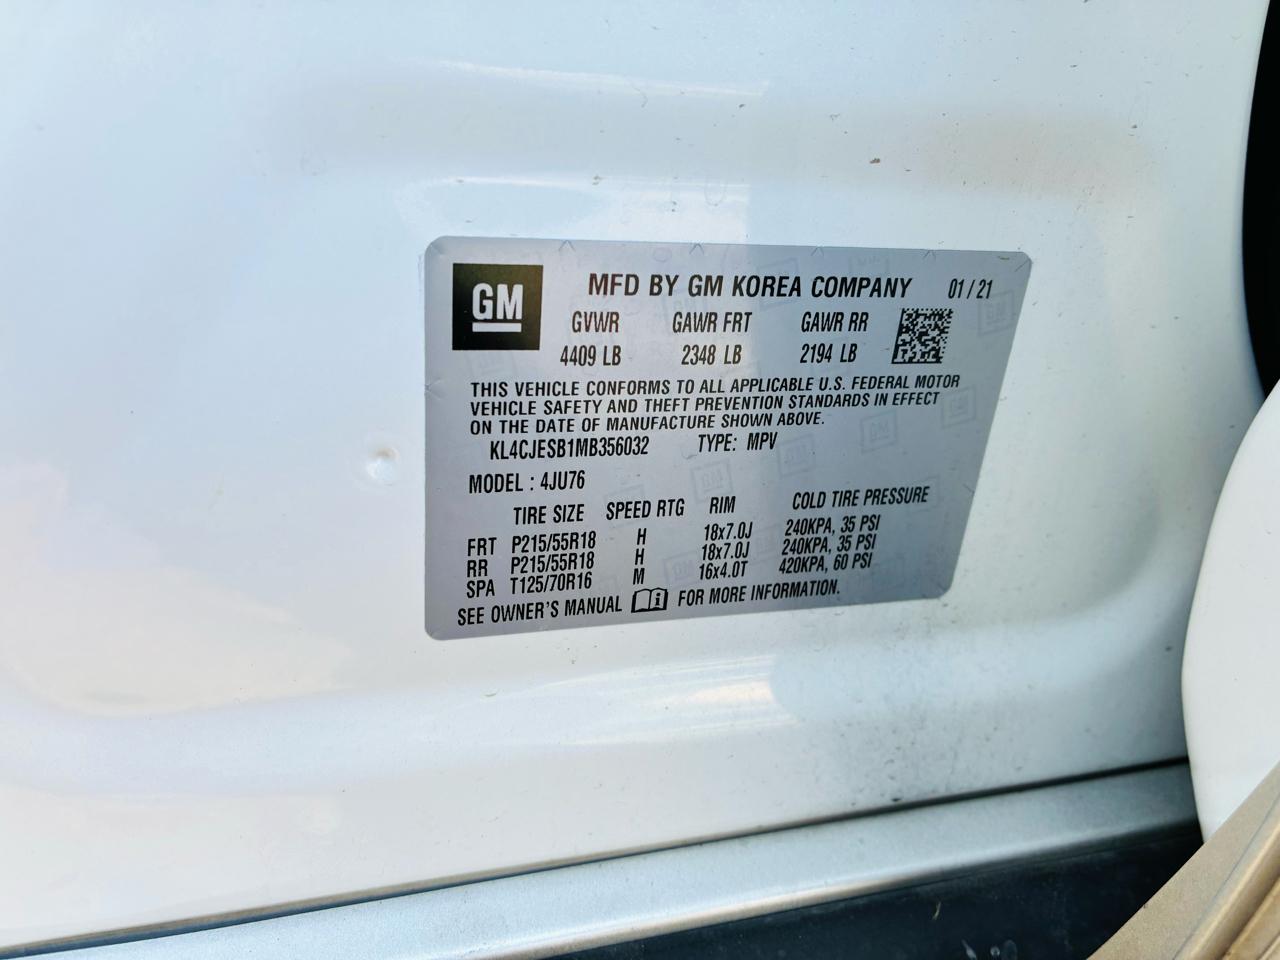 GM
MFD BY GM KOREA COMPANY 01/21
GVWR GAWR FRT GAWR RR
4409 LB 2348 LB 2194 LB
THIS VEHICLE CONFORMS TO ALL APPLICABLE U.S. FEDERAL MOTOR
VEHICLE SAFETY AND THEFT PREVENTION STANDARDS IN EFFECT
ON THE DATE OF MANUFACTURE SHOWN ABOVE.
KL4CJESB1MB356032 TYPE: MPV
MODEL : 4JU76
TIRE SIZE SPEED RTG RIM COLD TIRE PRESSURE
FRT P215/55R18 H 18x7.0J 240KPA, 35 PSI
RR P215/55R18 H 18x7.0J 240KPA, 35 PSI
SPA T125/70R16 M 16x4.0T 420KPA, 60 PSI
SEE OWNER'S MANUAL FOR MORE INFORMATION.